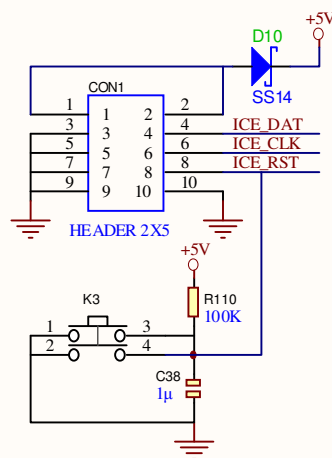 +5V
D10
SS14
CON1
1 1 2 2
3 3 4 4 ICE_DAT
5 5 6 6 ICE_CLK
7 7 8 8 ICE_RST
9 9 10 10
HEADER 2X5
+5V
R110
100K
K3
1 3
2 4
C38
1µ